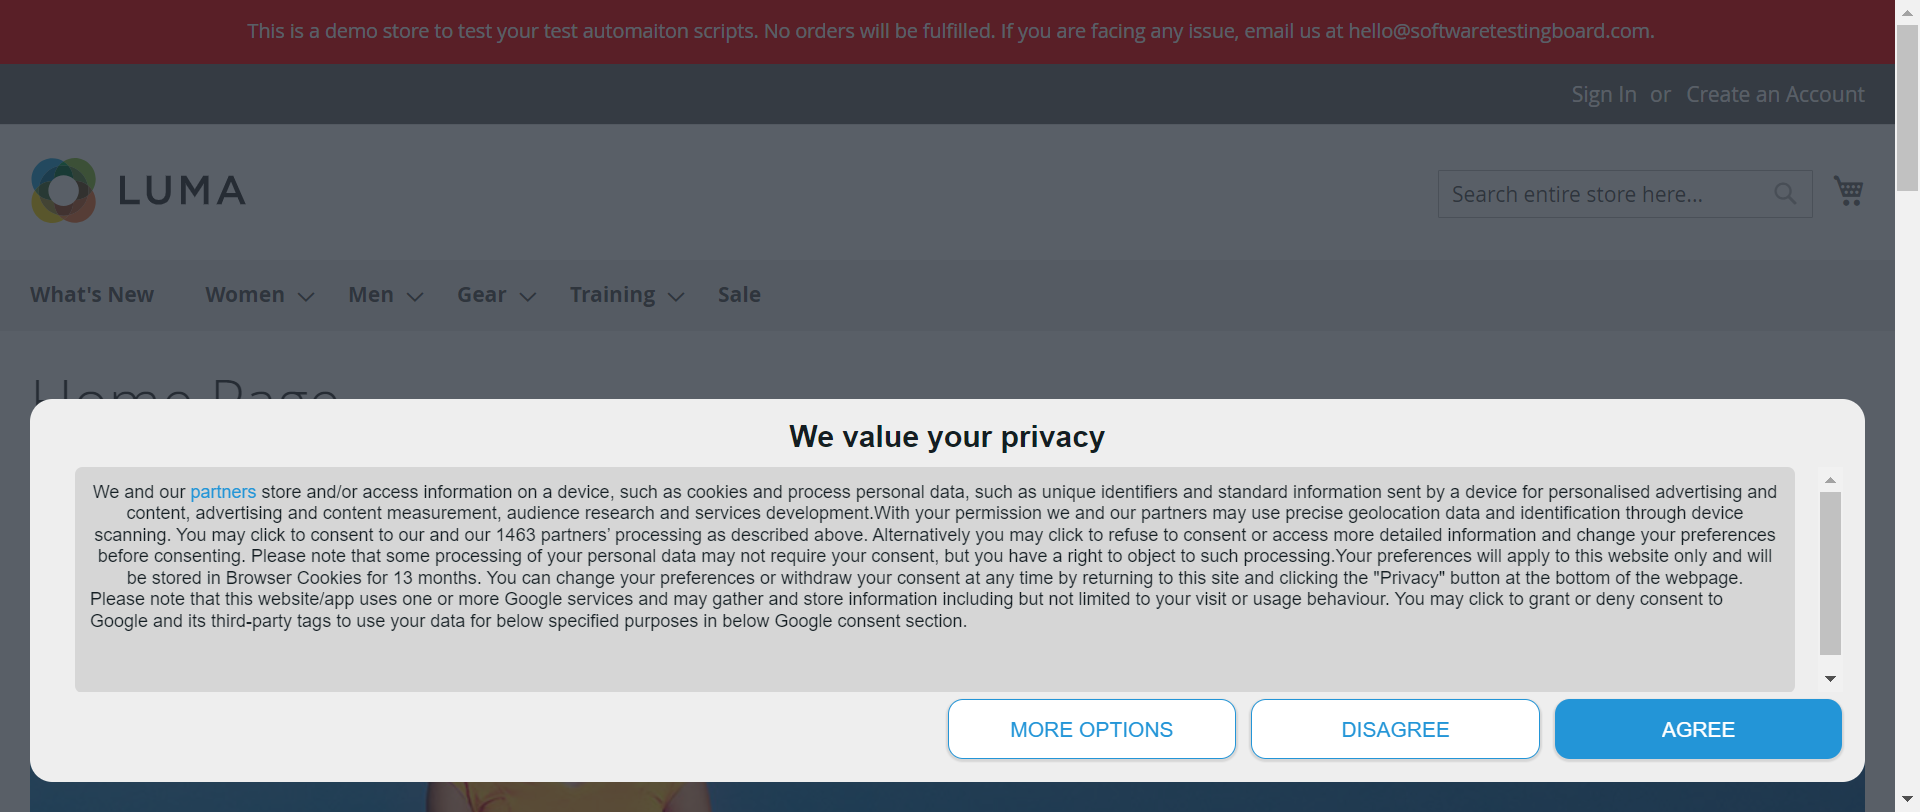 This is a demo store to test your test automaiton scripts. No orders will be fulfilled. If you are facing any issue, email us at hello@softwaretestingboard.com.
Sign In or Create an Account
LUMA
Search entire store here...
What's New Women Men Gear Training Sale
Home Page
We value your privacy
We and our partners store and/or access information on a device, such as cookies and process personal data, such as unique identifiers and standard information sent by a device for personalised advertising and
content, advertising and content measurement, audience research and services development.With your permission we and our partners may use precise geolocation data and identification through device
scanning. You may click to consent to our and our 1463 partners’ processing as described above. Alternatively you may click to refuse to consent or access more detailed information and change your preferences
before consenting. Please note that some processing of your personal data may not require your consent, but you have a right to object to such processing.Your preferences will apply to this website only and will
be stored in Browser Cookies for 13 months. You can change your preferences or withdraw your consent at any time by returning to this site and clicking the "Privacy" button at the bottom of the webpage.
Please note that this website/app uses one or more Google services and may gather and store information including but not limited to your visit or usage behaviour. You may click to grant or deny consent to
Google and its third-party tags to use your data for below specified purposes in below Google consent section.
MORE OPTIONS DISAGREE AGREE